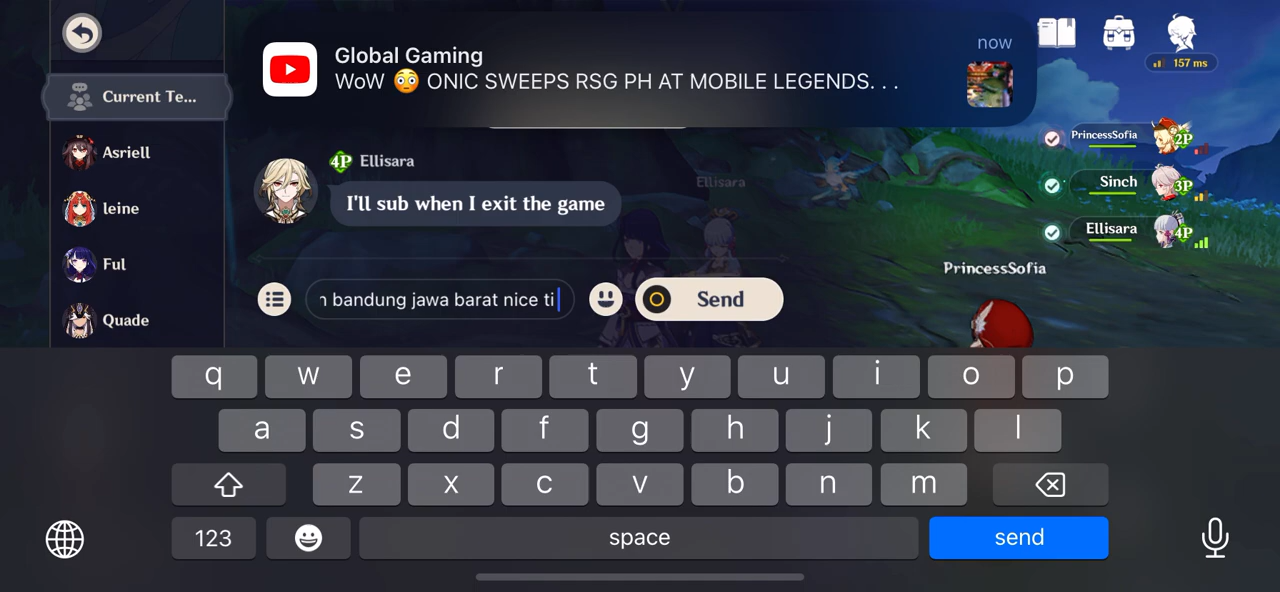 Global Gaming
now
WoW 😳 ONIC SWEEPS RSG PH AT MOBILE LEGENDS. . .
157 ms
Current Te...
Asriell
leine
Ful
Quade
4P Ellisara
I'll sub when I exit the game
Ellisara
PrincessSofia 2P
Sinch 3P
Ellisara 4P
PrincessSofia
bandung jawa barat nice ti
Send
q w e r t y u i o p
a s d f g h j k l
z x c v b n m
123
space
send